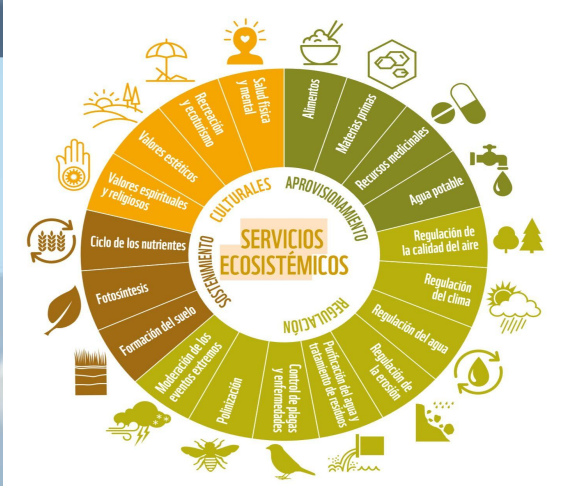 SERVICIOS
ECOSISTÉMICOS
APROVISIONAMIENTO
Alimentos
Materias primas
Recursos medicinales
Agua potable
REGULACIÓN
Regulación de
la calidad del aire
Regulación
del clima
Regulación del agua
Regulación de
la erosión
Purificación del agua y
tratamiento de residuos
Control de plagas
y enfermedades
Polinización
Moderación de los
eventos extremos
SOSTENIMIENTO
Formación del suelo
Fotosíntesis
Ciclo de los nutrientes
CULTURALES
Valores espirituales
y religiosos
Valores estéticos
Recreación
y ecoturismo
Salud física
y mental